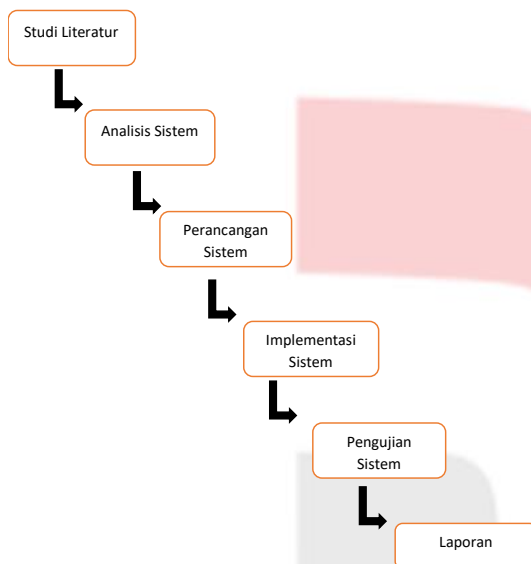 Studi Literatur
Analisis Sistem
Perancangan
Sistem
Implementasi
Sistem
Pengujian
Sistem
Laporan